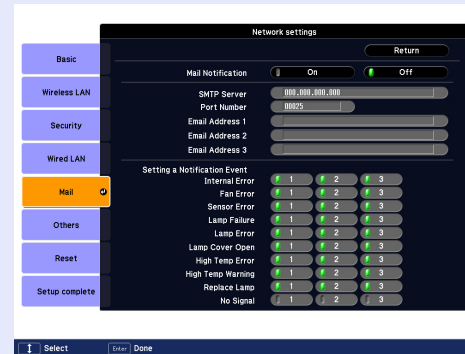 Network settings
Return
Basic
Mail Notification On Off
Wireless LAN
SMTP Server 000.000.000.000
Port Number 00025
Security
Email Address 1
Email Address 2
Email Address 3
Wired LAN
Setting a Notification Event
Internal Error 1 2 3
Mail
Fan Error 1 2 3
Sensor Error 1 2 3
Lamp Failure 1 2 3
Others
Lamp Error 1 2 3
Lamp Cover Open 1 2 3
Reset
High Temp Error 1 2 3
High Temp Warning 1 2 3
Setup complete
Replace Lamp 1 2 3
No Signal 1 2 3
Select Enter Done